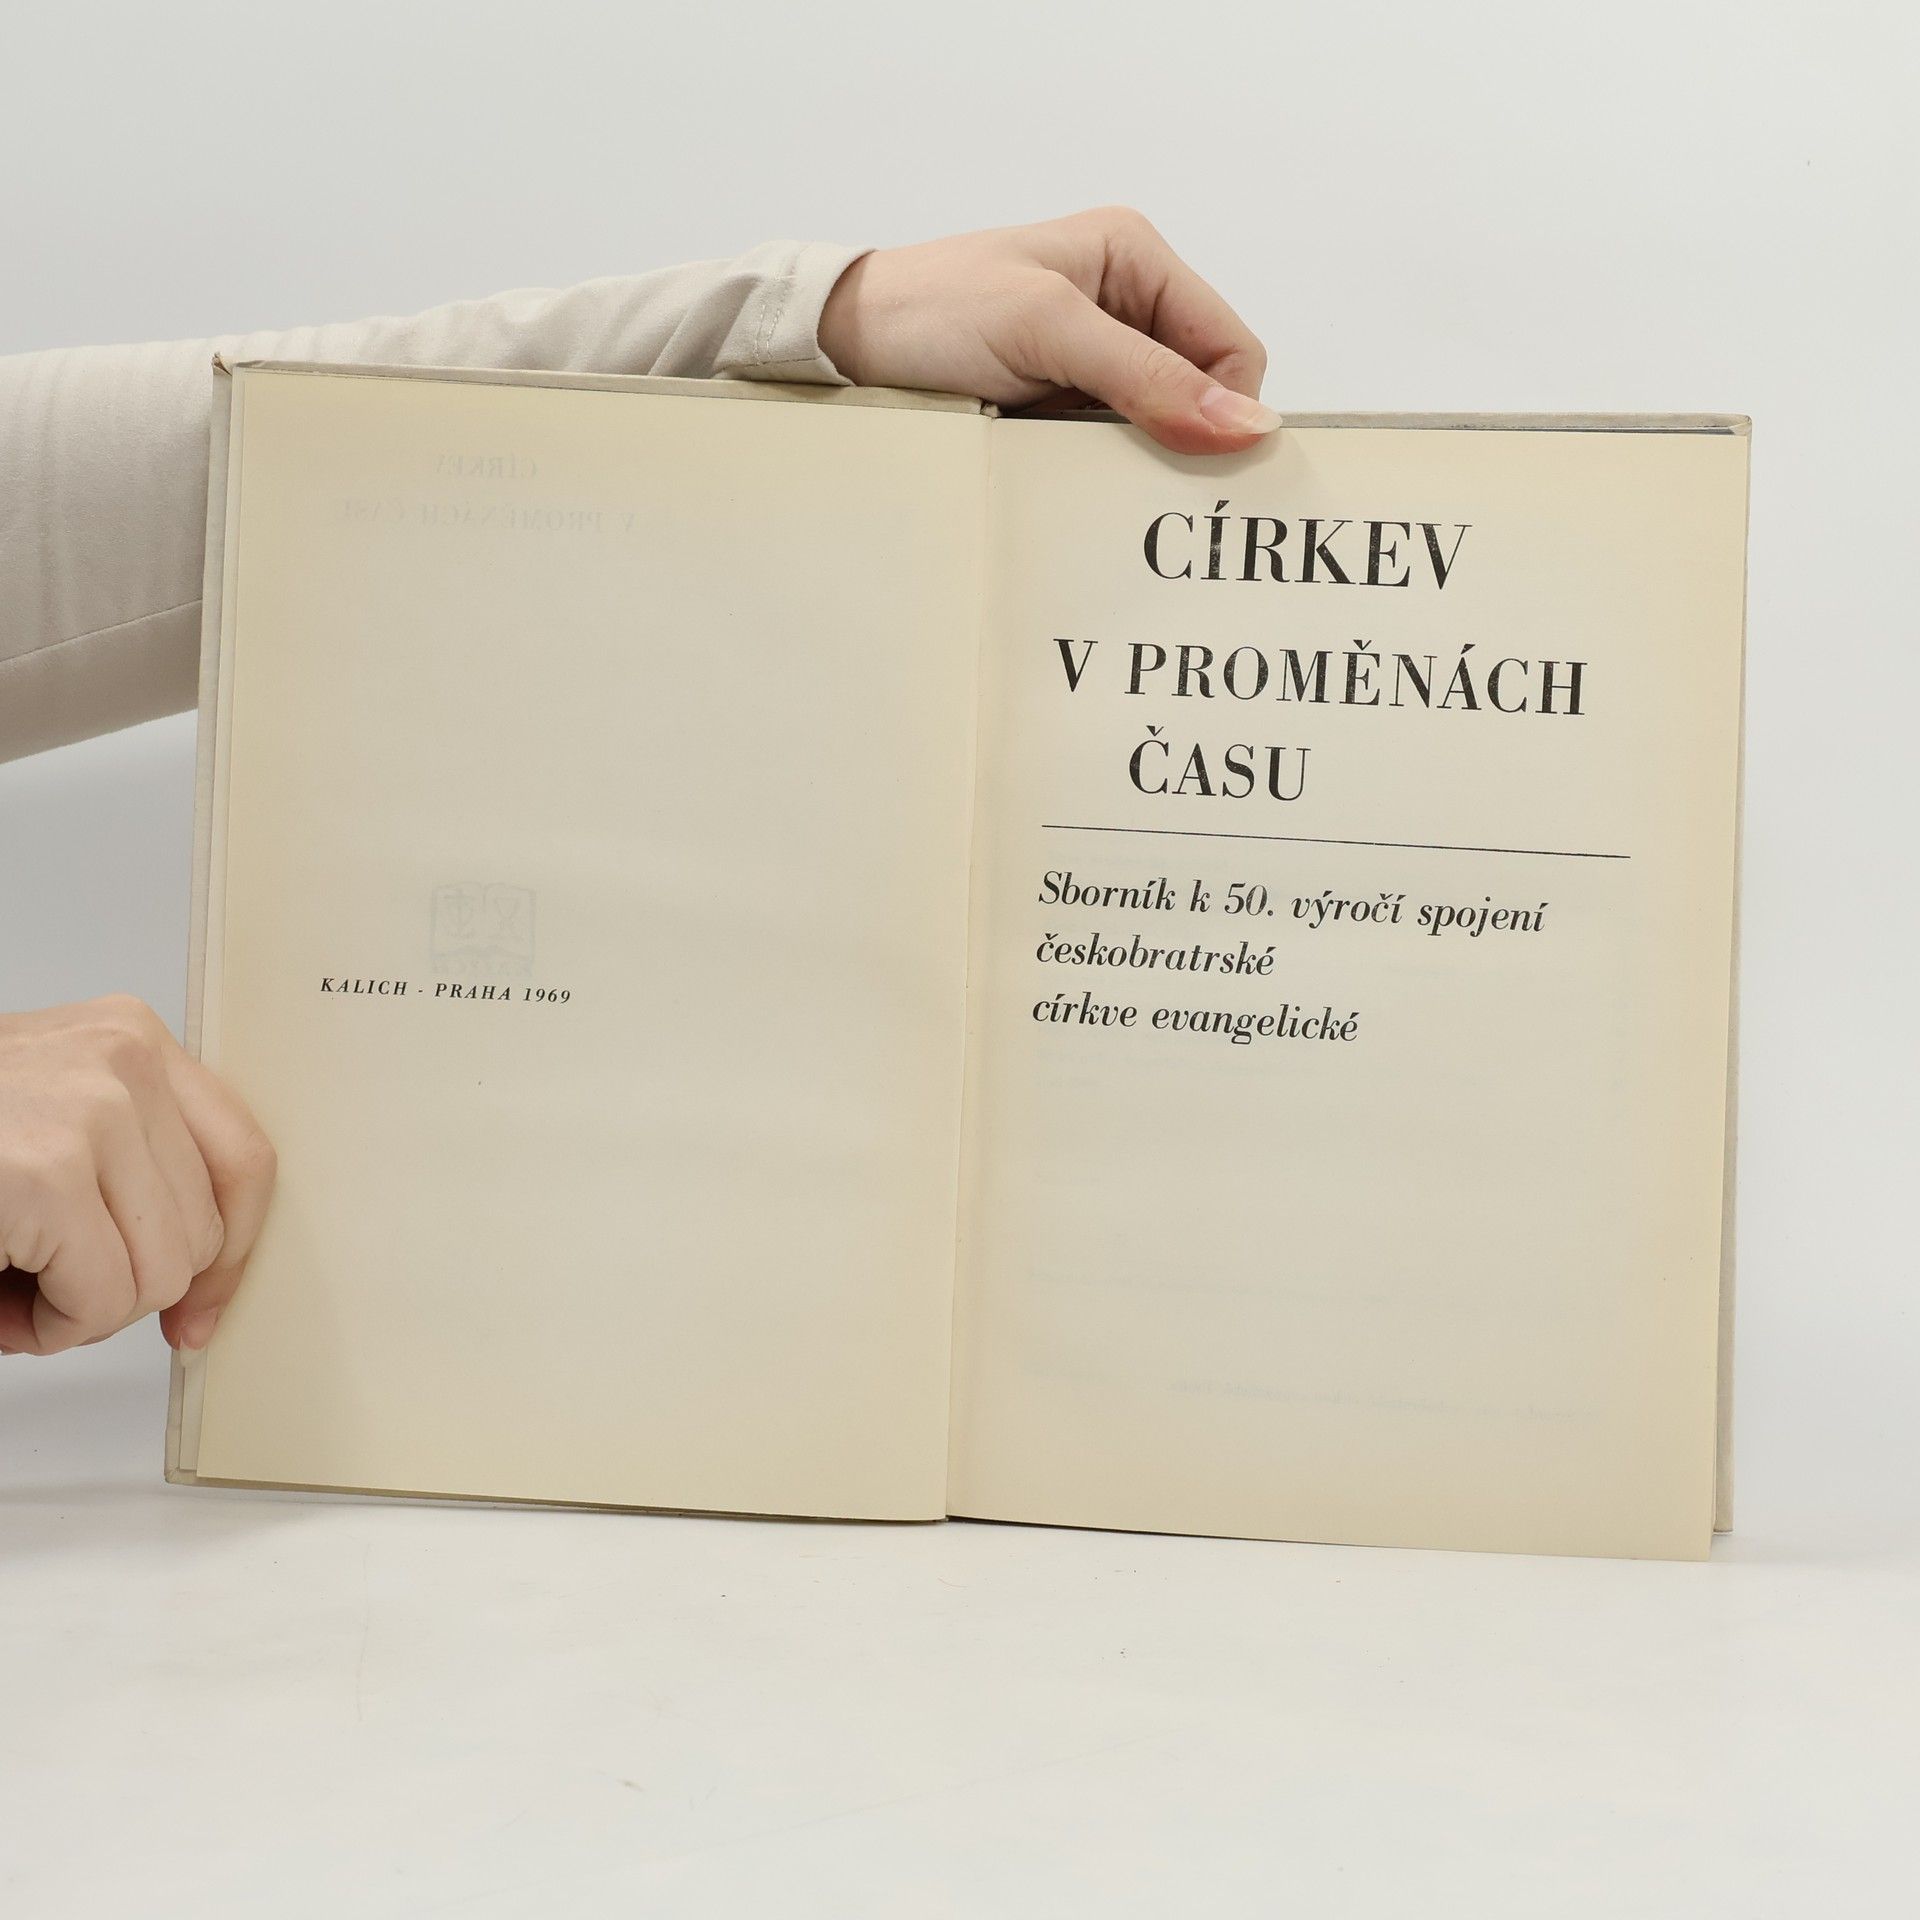 KALICH - PRAHA 1969
CÍRKEV
V PROMĚNÁCH
ČASU
Sborník k 50. výročí spojení
českobratrské
církve evangelické